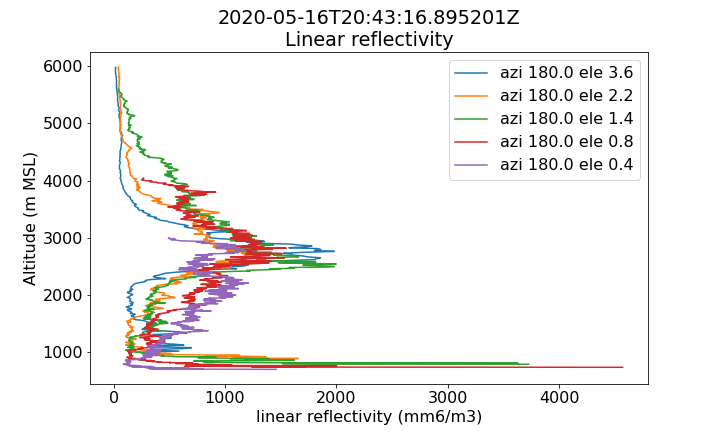 2020-05-16T20:43:16.895201Z
Linear reflectivity
azi 180.0 ele 3.6
azi 180.0 ele 2.2
azi 180.0 ele 1.4
azi 180.0 ele 0.8
azi 180.0 ele 0.4
Altitude (m MSL)
6000
5000
4000
3000
2000
1000
0 1000 2000 3000 4000
linear reflectivity (mm6/m3)